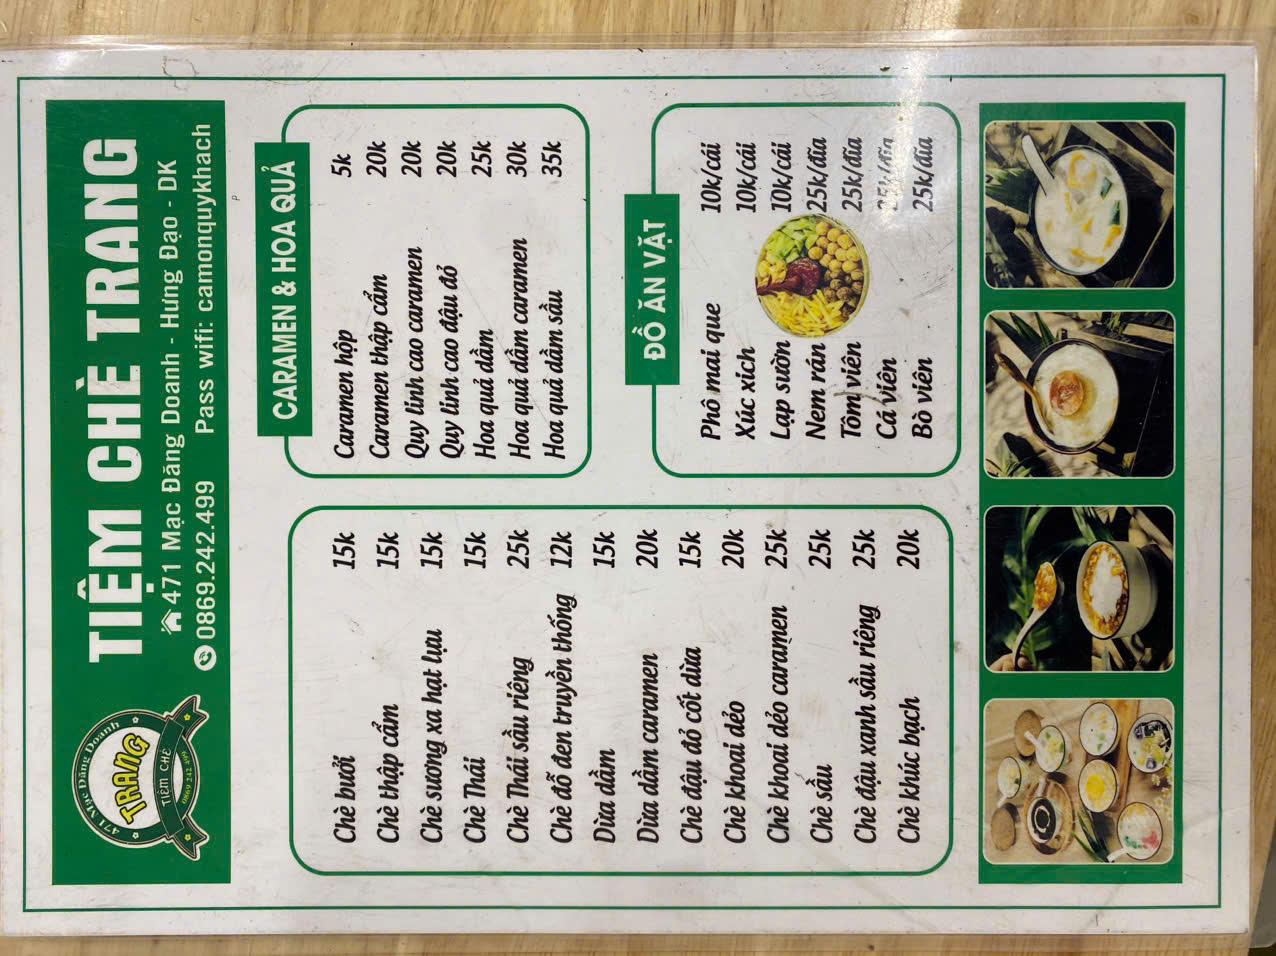 471 Mạc Đăng Doanh
TRANG
TIỆM CHÈ
0869 242 499
TIỆM CHÈ TRANG
471 Mạc Đăng Doanh - Hưng Đạo - DK
0869.242.499 Pass wifi: camonquykhach
Chè bưởi 15k
Chè thập cẩm 15k
Chè sương xa hạt lựu 15k
Chè Thái 15k
Chè Thái sầu riêng 25k
Chè đỗ đen truyền thống 12k
Dừa dầm 15k
Dừa dầm caramen 20k
Chè đậu đỏ cốt dừa 15k
Chè khoai dẻo 20k
Chè khoai dẻo caramen 25k
Chè sầu 25k
Chè đậu xanh sầu riêng 25k
Chè khúc bạch 20k
CARAMEN & HOA QUẢ
Caramen hộp 5k
Caramen thập cẩm 20k
Quy linh cao caramen 20k
Quy linh cao đậu đỏ 20k
Hoa quả dầm 25k
Hoa quả dầm caramen 30k
Hoa quả dầm sầu 35k
ĐỒ ĂN VẶT
Phô mai que 10k/cái
Xúc xich 10k/cái
Lạp sườn 10k/cái
Nem rán 25k/đĩa
Tôm viên 25k/đĩa
Cá viên 25k/đĩa
Bò viên 25k/đĩa